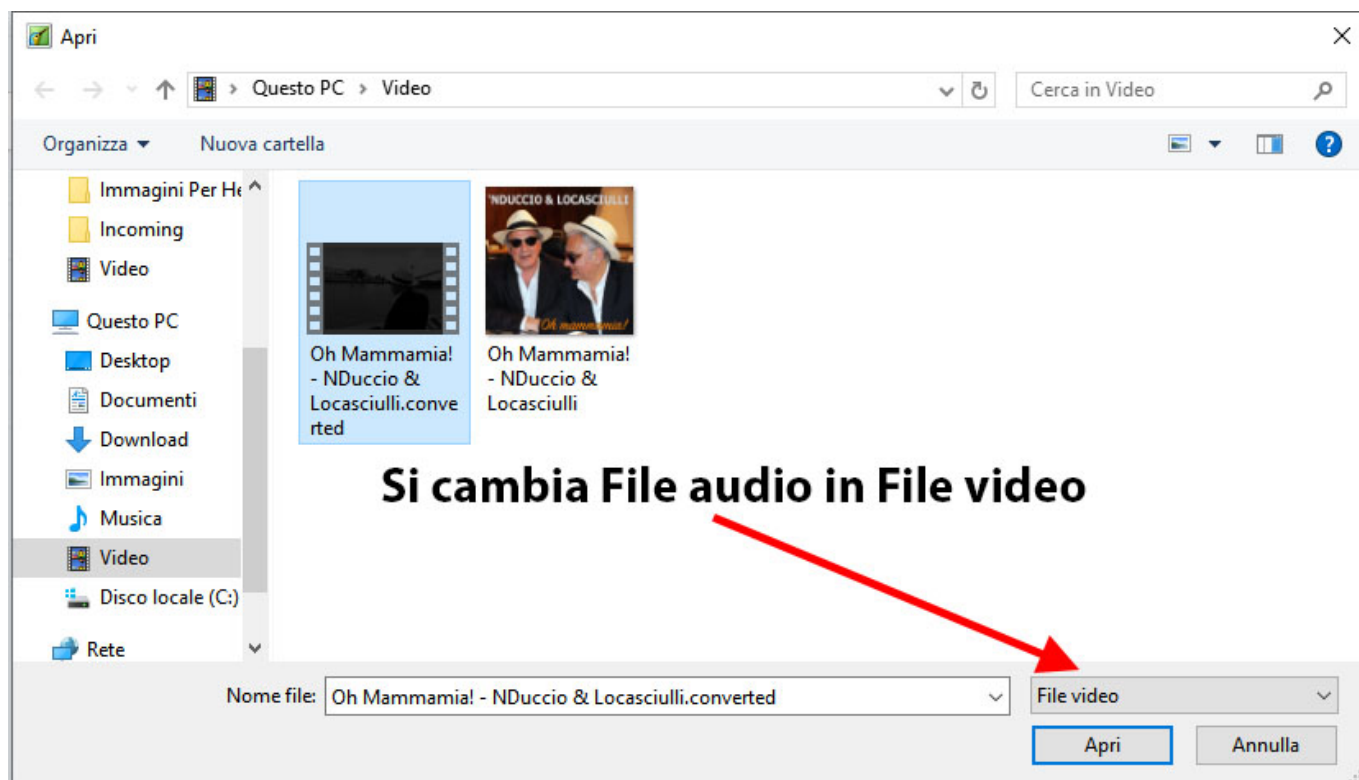 Apri
Questo PC > Video
Cerca in Video
Organizza
Nuova cartella
Immagini Per He
Incoming
Video
Questo PC
Desktop
Documenti
Download
Immagini
Musica
Video
Disco locale (C:)
Rete
Oh Mammamia!
- NDuccio &
Locasciulli.conve
rted
'NDUCCIO & LOCASCIULLI
Oh mammamia!
Oh Mammamia!
- NDuccio &
Locasciulli
Si cambia File audio in File video
Nome file: Oh Mammamia! - NDuccio & Locasciulli.converted
File video
Apri
Annulla